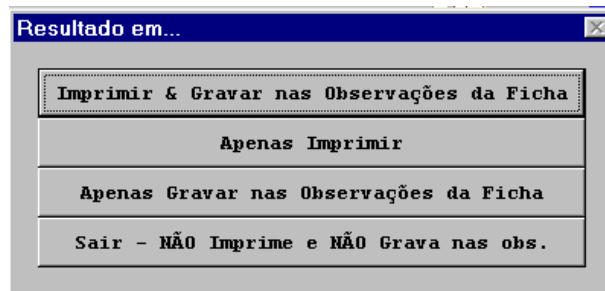 Resultado em...
Imprimir & Gravar nas Observações da Ficha
Apenas Imprimir
Apenas Gravar nas Observações da Ficha
Sair - NÃO Imprime e NÃO Grava nas obs.